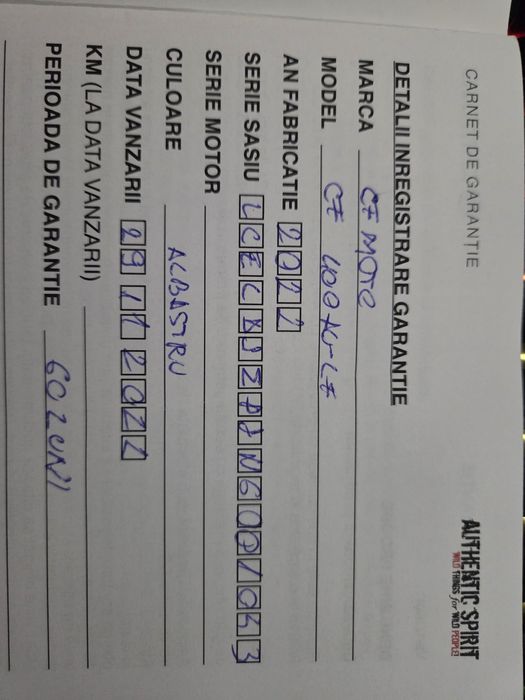 CARNET DE GARANTIE
AUTHENTIC SPIRIT
WILD THINGS for WILD PEOPLE!
DETALII INREGISTRARE GARANTIE
MARCA CF MOTO
MODEL CF 400
AN FABRICATIE 2022
SERIE SASIU
SERIE MOTOR
CULOARE ALBASTRU
DATA VANZARII 29 11 2022
KM (LA DATA VANZARII)
PERIOADA DE GARANTIE 60 LUNI